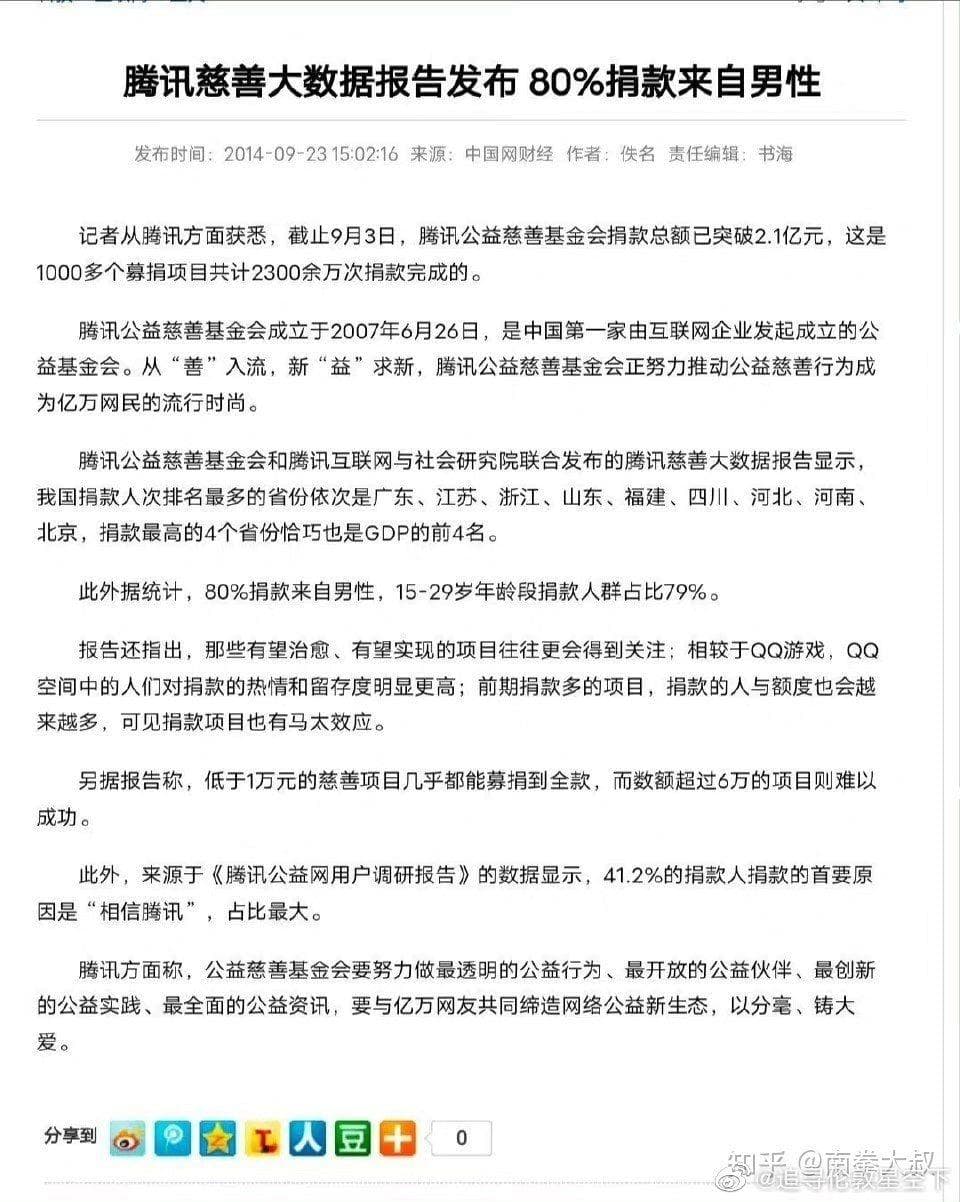 腾讯慈善大数据报告发布 80%捐款来自男性
发布时间：2014-09-23 15:02:16 来源：中国网财经 作者：佚名 责任编辑：书海
记者从腾讯方面获悉，截止9月3日，腾讯公益慈善基金会捐款总额已突破2.1亿元，这是
1000多个募捐项目共计2300余万次捐款完成的。
腾讯公益慈善基金会成立于2007年6月26日，是中国第一家由互联网企业发起成立的公
益基金会。从“善”入流，新“益”求新，腾讯公益慈善基金会正努力推动公益慈善行为成
为亿万网民的流行时尚。
腾讯公益慈善基金会和腾讯互联网与社会研究院联合发布的腾讯慈善大数据报告显示，
我国捐款人次排名最多的省份依次是广东、江苏、浙江、山东、福建、四川、河北、河南、
北京，捐款最高的4个省份恰巧也是GDP的前4名。
此外据统计，80%捐款来自男性，15-29岁年龄段捐款人群占比79%。
报告还指出，那些有望治愈、有望实现的项目往往更会得到关注；相较于QQ游戏，QQ
空间中的人们对捐款的热情和留存度明显更高；前期捐款多的项目，捐款的人与额度也会越
来越多，可见捐款项目也有马太效应。
另据报告称，低于1万元的慈善项目几乎都能募捐到全款，而数额超过6万的项目则难以
成功。
此外，来源于《腾讯公益网用户调研报告》的数据显示，41.2%的捐款人捐款的首要原
因是“相信腾讯”，占比最大。
腾讯方面称，公益慈善基金会要努力做最透明的公益行为、最开放的公益伙伴、最创新
的公益实践、最全面的公益资讯，要与亿万网友共同缔造网络公益新生态，以分毫、铸大
爱。
分享到 人 豆 0
知乎 @南拳大叔
@追寻伦敦星空下